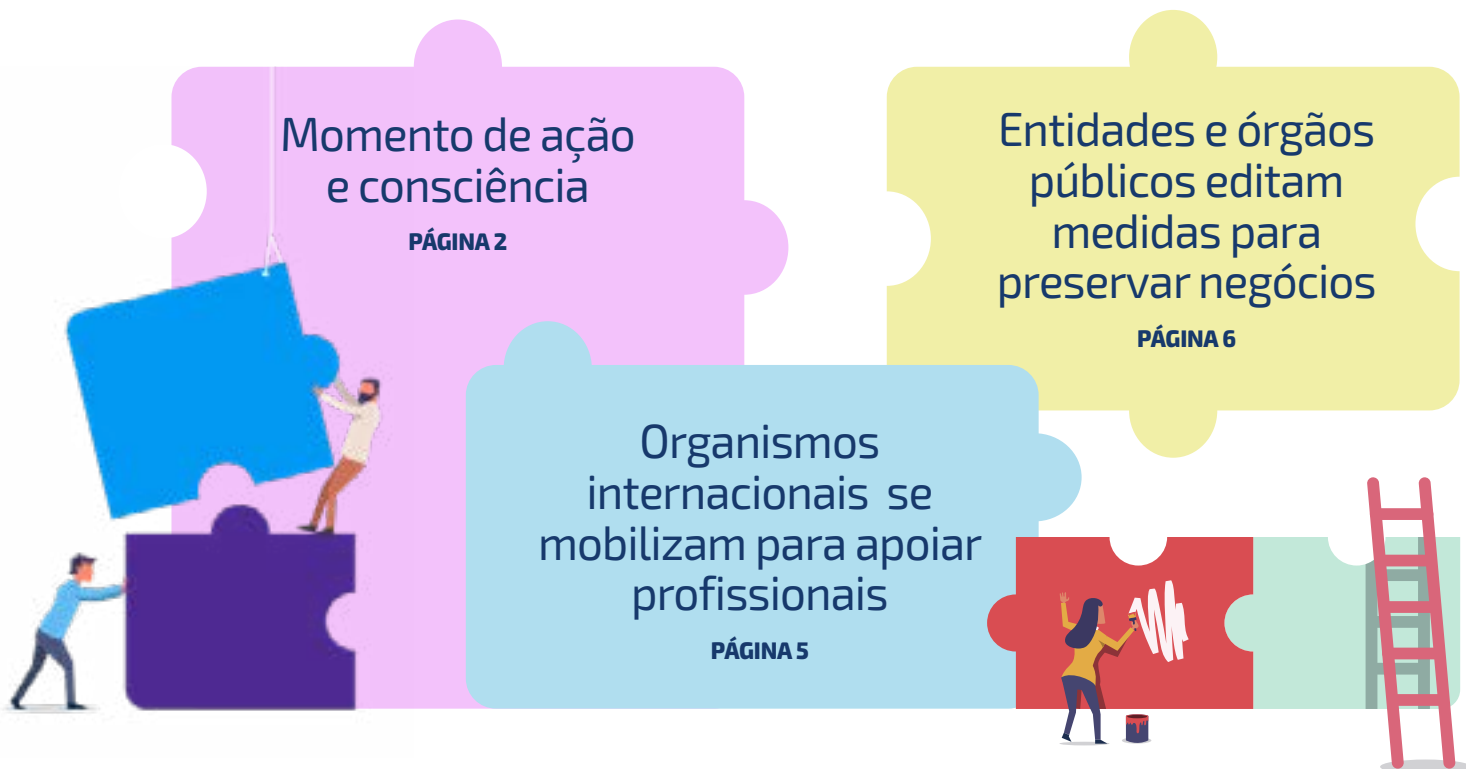 Momento de ação
e consciência
PÁGINA 2
Entidades e órgãos
públicos editam
medidas para
preservar negócios
PÁGINA 6
Organismos
internacionais se
mobilizam para apoiar
profissionais
PÁGINA 5